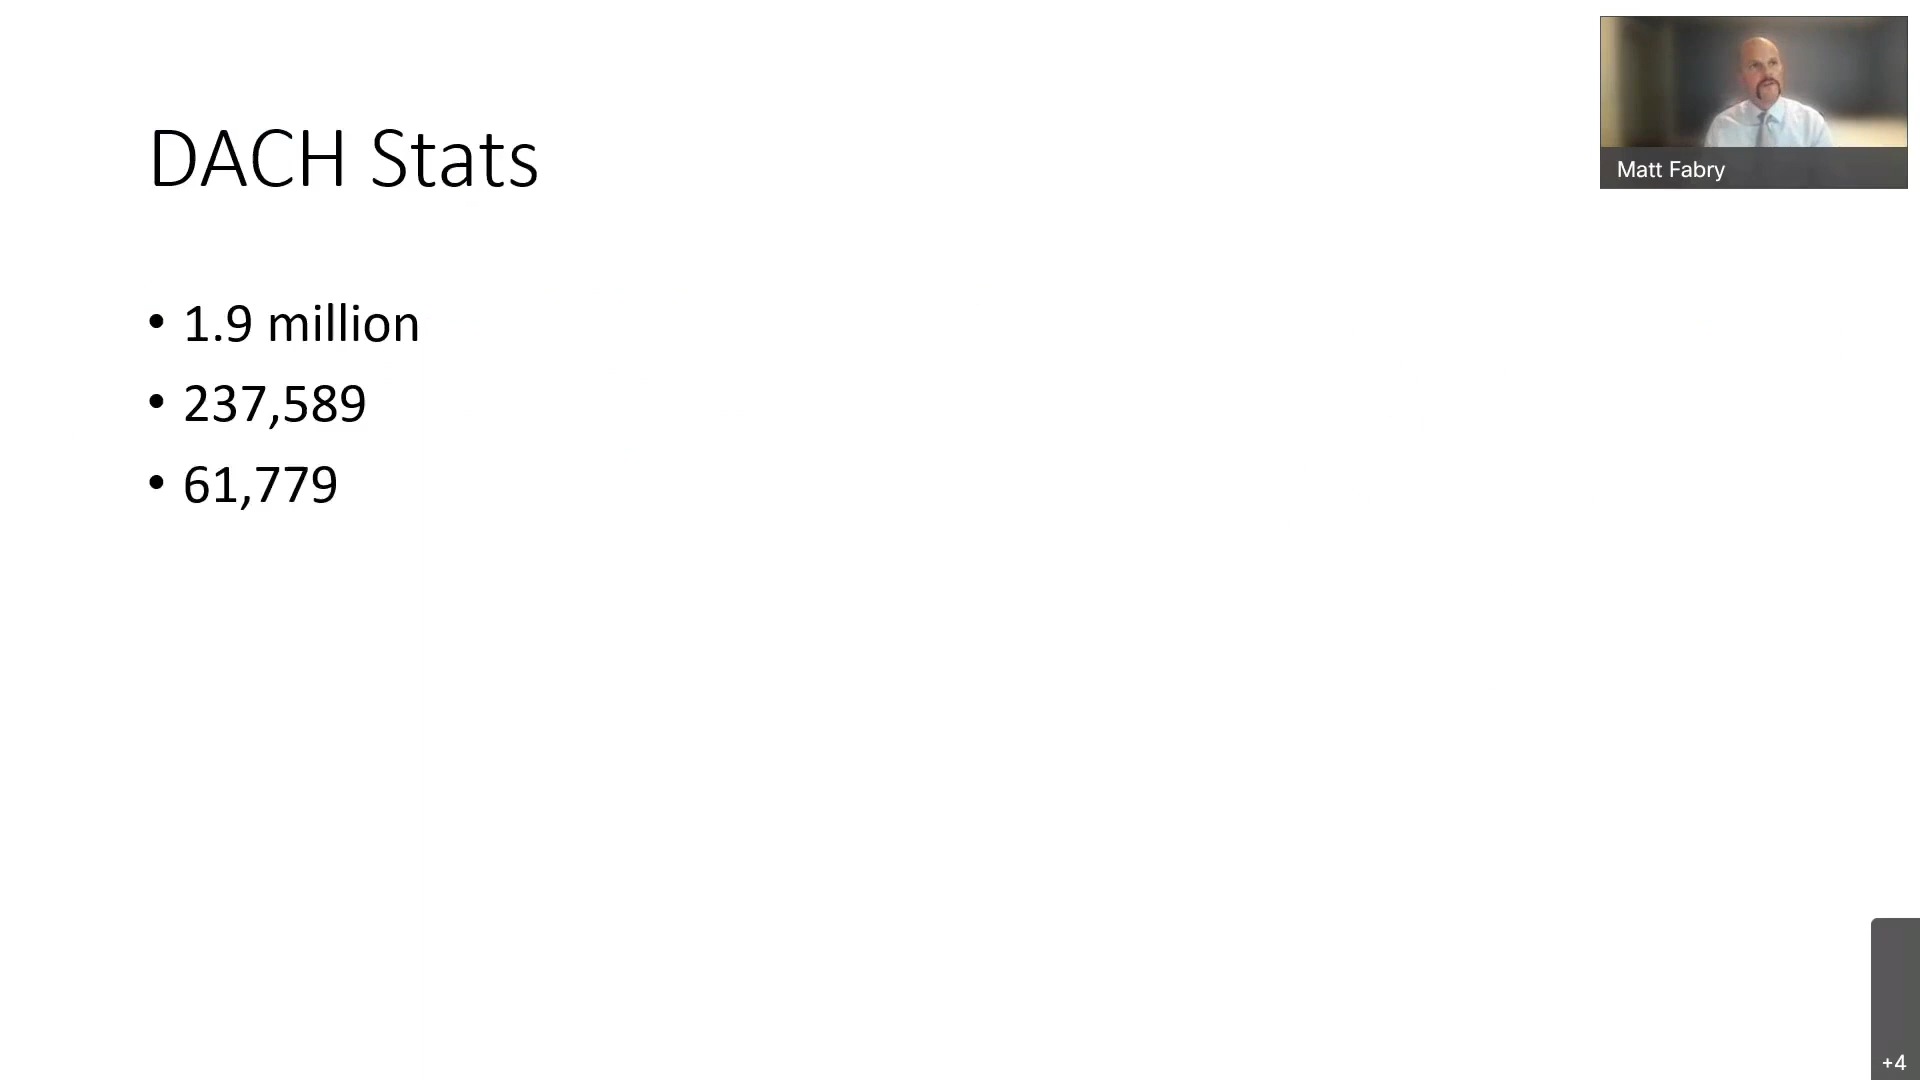 DACH Stats
• 1.9 million
• 237,589
• 61,779
Matt Fabry
+4